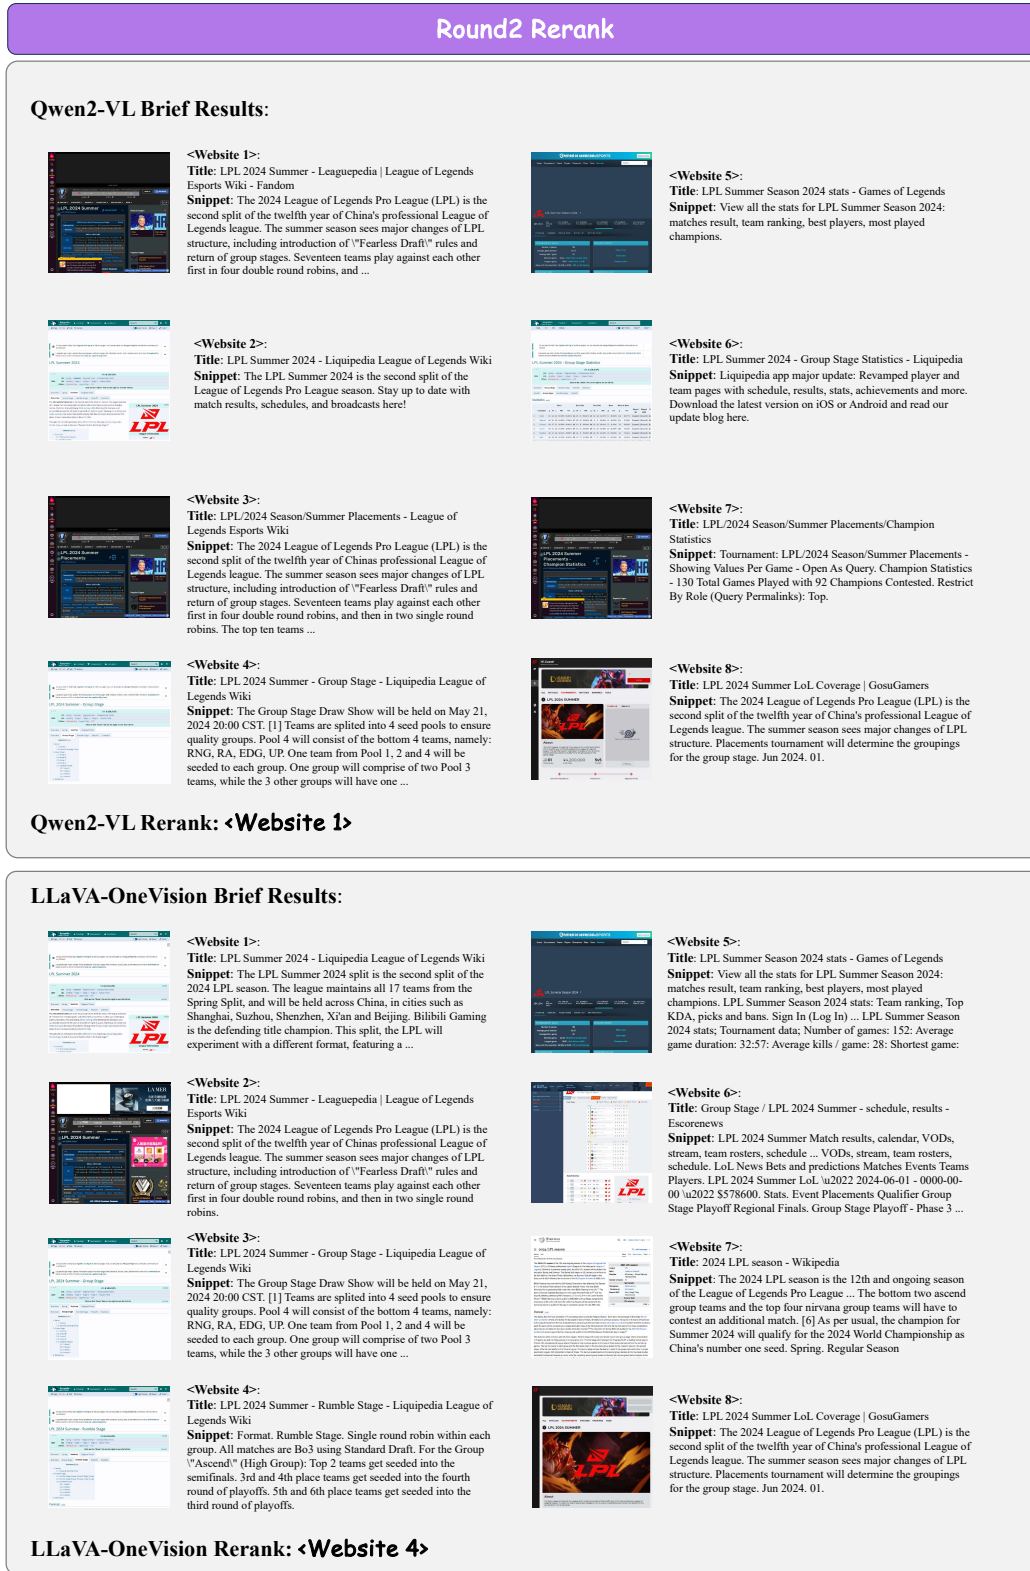 Round2 Rerank
Qwen2-VL Brief Results:
<Website 1>:
Title: LPL 2024 Summer - Leaguepedia | League of Legends
Esports Wiki - Fandom
Snippet: The 2024 League of Legends Pro League (LPL) is the
second split of the twelfth year of China's professional League of
Legends league. The summer season sees major changes of LPL
structure, including introduction of \"Fearless Draft\" rules and
return of group stages. Seventeen teams play against each other
first in four double round robins, and ...
<Website 2>:
Title: LPL Summer 2024 - Liquipedia League of Legends Wiki
Snippet: The LPL Summer 2024 is the second split of the
League of Legends Pro League season. Stay up to date with
match results, schedules, and broadcasts here!
<Website 3>:
Title: LPL/2024 Season/Summer Placements - League of
Legends Esports Wiki
Snippet: The 2024 League of Legends Pro League (LPL) is the
second split of the twelfth year of Chinas professional League of
Legends league. The summer season sees major changes of LPL
structure, including introduction of \"Fearless Draft\" rules and
return of group stages. Seventeen teams play against each other
first in four double round robins, and then in two single round
robins. The top ten teams ...
<Website 4>:
Title: LPL 2024 Summer - Group Stage - Liquipedia League of
Legends Wiki
Snippet: The Group Stage Draw Show will be held on May 21,
2024 20:00 CST. [1] Teams are splited into 4 seed pools to ensure
quality groups. Pool 4 will consist of the bottom 4 teams, namely:
RNG, RA, EDG, UP. One team from Pool 1, 2 and 4 will be
seeded to each group. One group will comprise of two Pool 3
teams, while the 3 other groups will have one ...
<Website 5>:
Title: LPL Summer Season 2024 stats - Games of Legends
Snippet: View all the stats for LPL Summer Season 2024:
matches result, team ranking, best players, most played
champions.
<Website 6>:
Title: LPL Summer 2024 - Group Stage Statistics - Liquipedia
Snippet: Liquipedia app major update: Revamped player and
team pages with schedule, results, stats, achievements and more.
Download the latest version on iOS or Android and read our
update blog here.
<Website 7>:
Title: LPL/2024 Season/Summer Placements/Champion
Statistics
Snippet: Tournament: LPL/2024 Season/Summer Placements -
Showing Values Per Game - Open As Query. Champion Statistics
- 130 Total Games Played with 92 Champions Contested. Restrict
By Role (Query Permalinks): Top.
<Website 8>:
Title: LPL 2024 Summer LoL Coverage | GosuGamers
Snippet: The 2024 League of Legends Pro League (LPL) is the
second split of the twelfth year of China's professional League of
Legends league. The summer season sees major changes of LPL
structure. Placements tournament will determine the groupings
for the group stage. Jun 2024. 01.
Qwen2-VL Rerank: <Website 1>
LLaVA-OneVision Brief Results:
<Website 1>:
Title: LPL Summer 2024 - Liquipedia League of Legends Wiki
Snippet: The LPL Summer 2024 split is the second split of the
2024 LPL season. The league maintains all 17 teams from the
Spring Split, and will be held across China, in cities such as
Shanghai, Suzhou, Shenzhen, Xi'an and Beijing. Bilibili Gaming
is the defending title champion. This split, the LPL will
experiment with a different format, featuring a ...
<Website 2>:
Title: LPL 2024 Summer - Leaguepedia | League of Legends
Esports Wiki
Snippet: The 2024 League of Legends Pro League (LPL) is the
second split of the twelfth year of Chinas professional League of
Legends league. The summer season sees major changes of LPL
structure, including introduction of \"Fearless Draft\" rules and
return of group stages. Seventeen teams play against each other
first in four double round robins, and then in two single round
robins.
<Website 3>:
Title: LPL 2024 Summer - Group Stage - Liquipedia League of
Legends Wiki
Snippet: The Group Stage Draw Show will be held on May 21,
2024 20:00 CST. [1] Teams are splited into 4 seed pools to ensure
quality groups. Pool 4 will consist of the bottom 4 teams, namely:
RNG, RA, EDG, UP. One team from Pool 1, 2 and 4 will be
seeded to each group. One group will comprise of two Pool 3
teams, while the 3 other groups will have one ...
<Website 4>:
Title: LPL 2024 Summer - Rumble Stage - Liquipedia League of
Legends Wiki
Snippet: Format. Rumble Stage. Single round robin within each
group. All matches are Bo3 using Standard Draft. For the Group
\"Ascend\" (High Group): Top 2 teams get seeded into the
semifinals. 3rd and 4th place teams get seeded into the fourth
round of playoffs. 5th and 6th place teams get seeded into the
third round of playoffs.
<Website 5>:
Title: LPL Summer Season 2024 stats - Games of Legends
Snippet: View all the stats for LPL Summer Season 2024:
matches result, team ranking, best players, most played
champions. LPL Summer Season 2024 stats: Team ranking, Top
KDA, picks and bans. Sign In (Log In) ... LPL Summer Season
2024 stats; Tournament data; Number of games: 152: Average
game duration: 32:57: Average kills / game: 28: Shortest game:
<Website 6>:
Title: Group Stage / LPL 2024 Summer - schedule, results -
Escorenews
Snippet: LPL 2024 Summer Match results, calendar, VODs,
stream, team rosters, schedule ... VODs, stream, team rosters,
schedule. LoL News Bets and predictions Matches Events Teams
Players. LPL 2024 Summer LoL \u2022 2024-06-01 - 0000-00-
00 \u2022 $578600. Stats. Event Placements Qualifier Group
Stage Playoff Regional Finals. Group Stage Playoff - Phase 3 ...
<Website 7>:
Title: 2024 LPL season - Wikipedia
Snippet: The 2024 LPL season is the 12th and ongoing season
of the League of Legends Pro League ... The bottom two ascend
group teams and the top four nirvana group teams will have to
contest an additional match. [6] As per usual, the champion for
Summer 2024 will qualify for the 2024 World Championship as
China's number one seed. Spring. Regular Season
<Website 8>:
Title: LPL 2024 Summer LoL Coverage | GosuGamers
Snippet: The 2024 League of Legends Pro League (LPL) is the
second split of the twelfth year of China's professional League of
Legends league. The summer season sees major changes of LPL
structure. Placements tournament will determine the groupings
for the group stage. Jun 2024. 01.
LLaVA-OneVision Rerank: <Website 4>